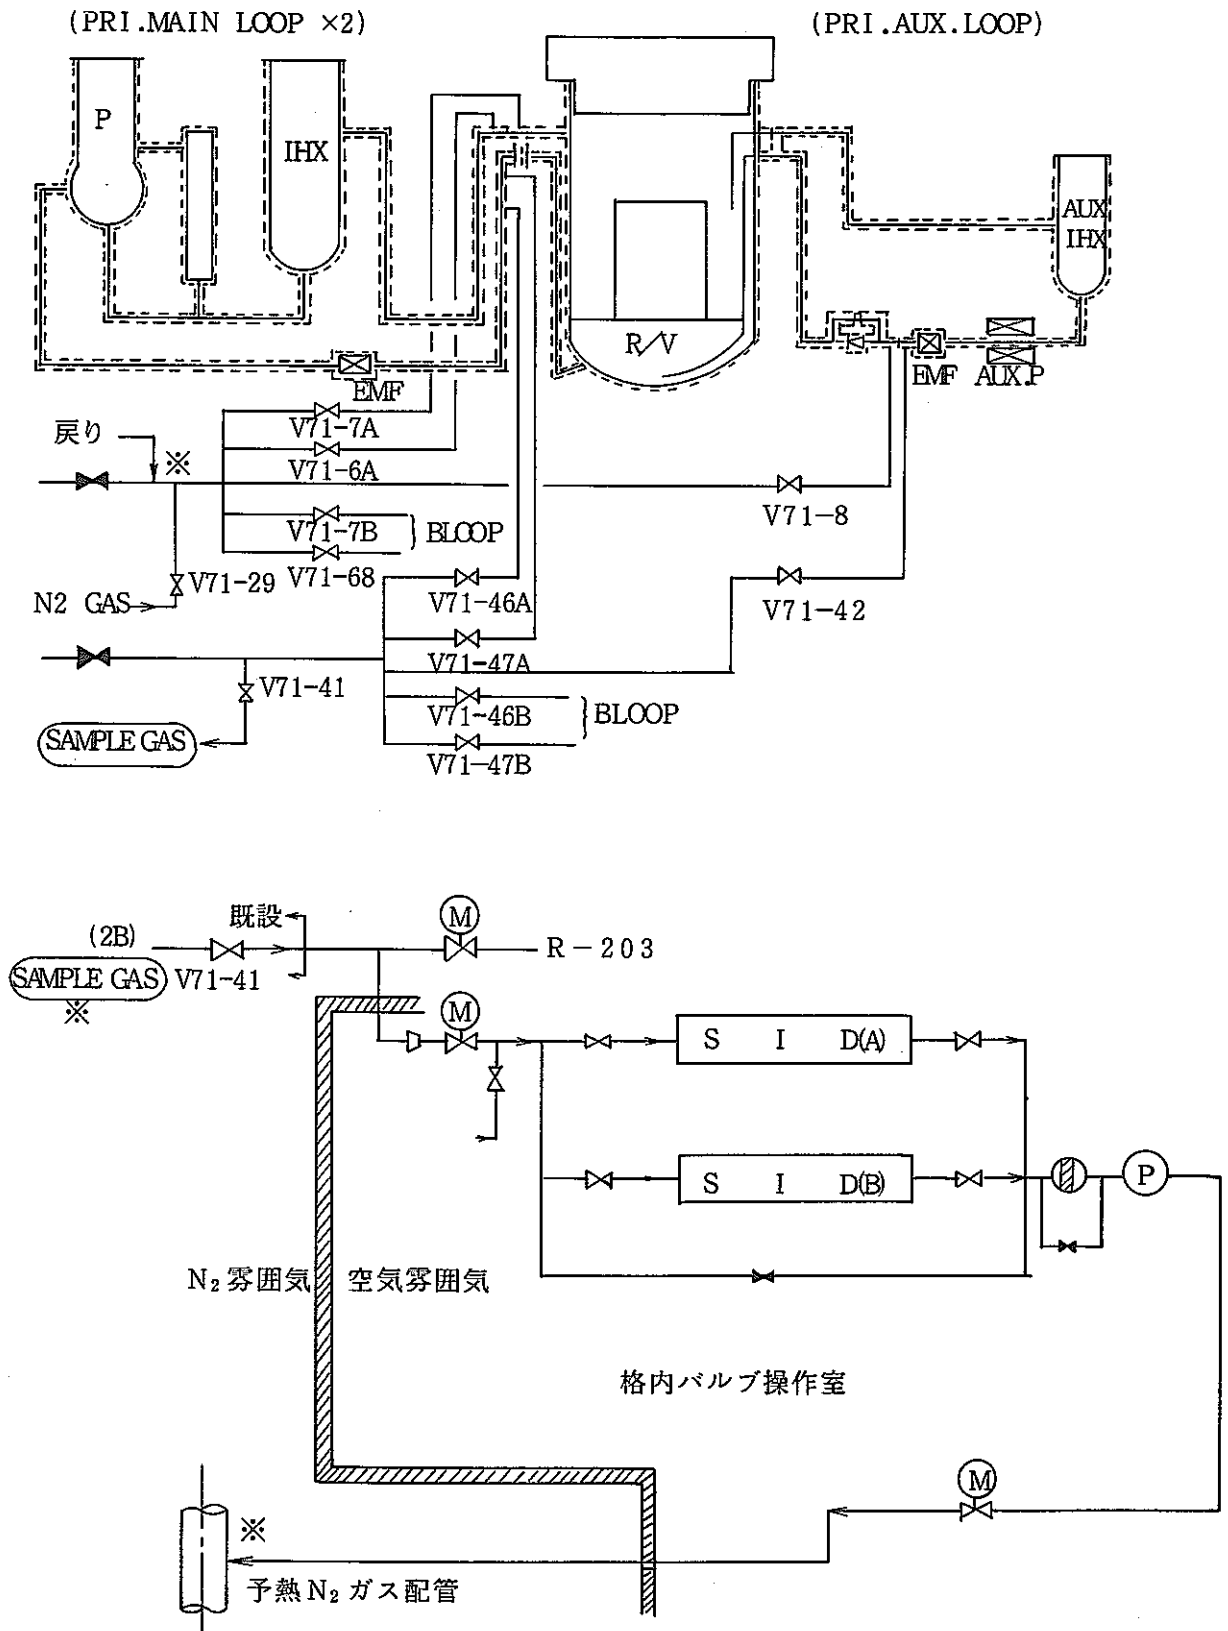 (PRI.MAIN LOOP ×2)
(PRI.AUX.LOOP)
P
IHX
AUX
IHX
R/V
EMF
EMF AUX.P
V71-7A
戻り
※
V71-6A
V71-8
V71-7B
BLOOP
V71-29
V71-68
N2 GAS
V71-46A
V71-42
V71-47A
V71-41
V71-46B
BLOOP
SAMPLE GAS
V71-47B
既設
M
(2B)
R-203
SAMPLE GAS
V71-41
※
M
S I D(A)
S I D(B)
P
N₂雰囲気
空気雰囲気
格内バルブ操作室
M
※
予熱N₂ガス配管